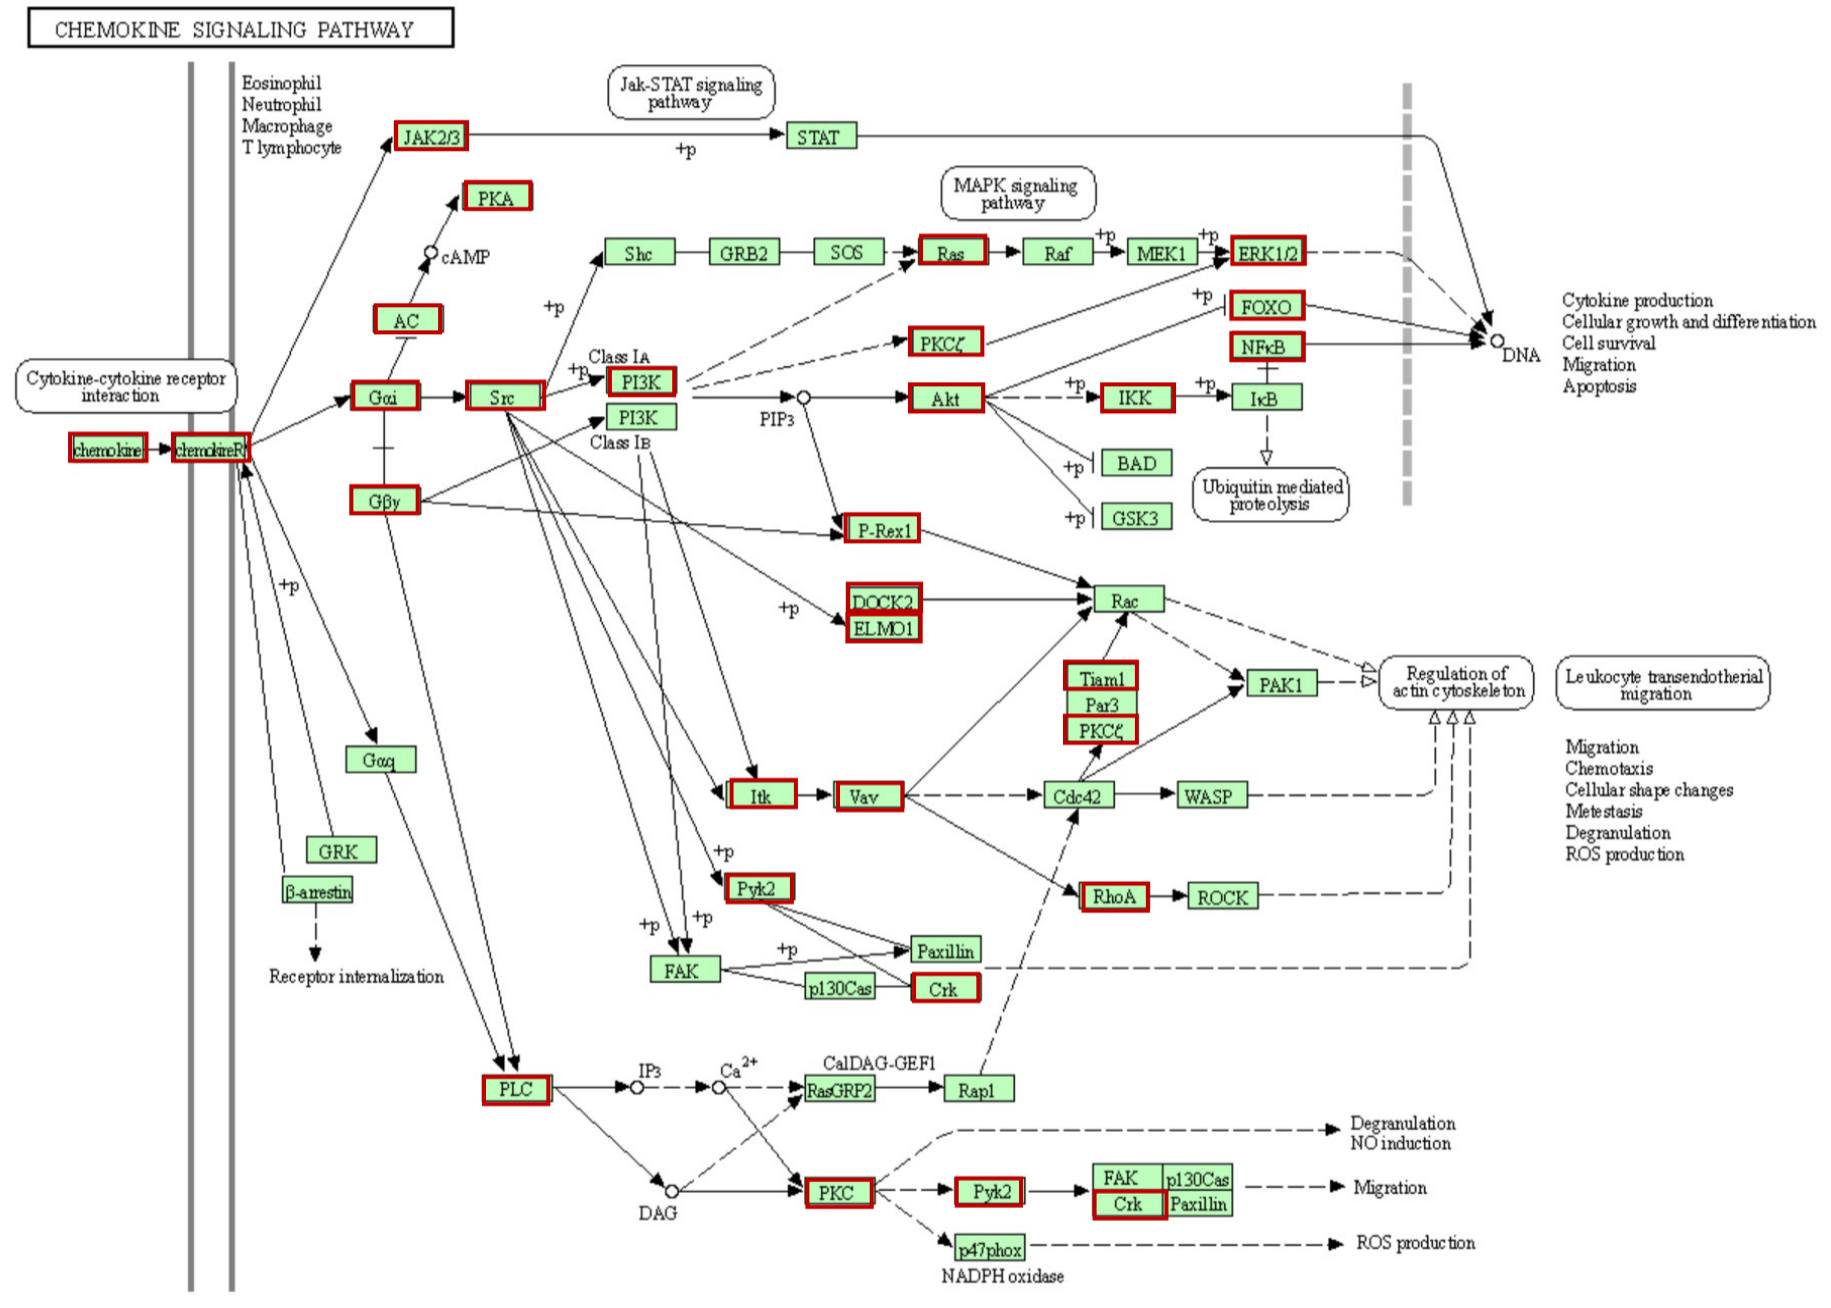 CHEMOKINE SIGNALING PATHWAY
Eosinophil
Neutrophil
Macrophage
T lymphocyte
Jak-STAT signaling
pathway
JAK2/3
+p
STAT
PKA
cAMP
MAPK signaling
pathway
Shc
GRB2
SOS
Ras
Raf
+p
MEK1
+p
ERK1/2
+p
AC
+p
FOXO
PKCζ
NFκB
DNA
Cytokine production
Cellular growth and differentiation
Cell survival
Migration
Apoptosis
Cytokine-cytokine receptor
interaction
Class IA
+p
PI3K
Gαi
Src
PI3K
Class IB
PIP3
Akt
+p
IKK
+p
IκB
chemokine
chemokineR
+p
BAD
Ubiquitin mediated
proteolysis
Gβγ
+p
GSK3
P-Rex1
+p
DOCK2
ELMO1
+p
Rac
Tiam1
Par3
PKCζ
PAK1
Regulation of
actin cytoskeleton
Leukocyte transendotherial
migration
Gαq
Itk
Vav
Cdc42
WASP
Migration
Chemotaxis
Cellular shape changes
Metestasis
Degranulation
ROS production
GRK
β-arrestin
+p
Pyk2
RhoA
ROCK
+p
+p
FAK
+p
Paxillin
p130Cas
Crk
Receptor internalization
PLC
IP3
Ca2+
CalDAG-GEF1
RasGRP2
Rap1
Degranulation
NO induction
DAG
PKC
Pyk2
FAK
p130Cas
Crk
Paxillin
Migration
p47phox
NADPH oxidase
ROS production